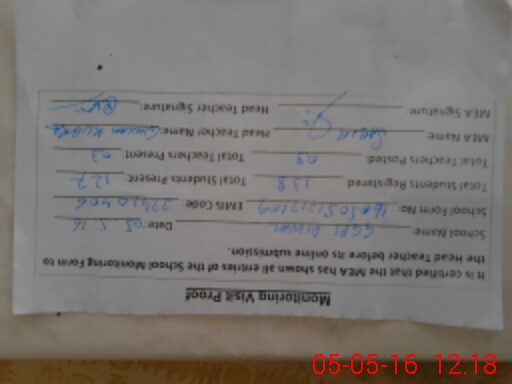 Monitoring Visit Proof
It is certified that the MEA has shown all entries of the School Monitoring Form to
the Head Teacher before its online submission.
School Name: GGPS Date: 05.5.16
School Form No: EMIS Code:
Total Students Registered: 138 Total Students Present: 127
Total Teachers Posted: 03 Total Teachers Present: 03
MEA Name: Head Teacher Name:
MEA Signature: Head Teacher Signature:
05-05-16 12:18